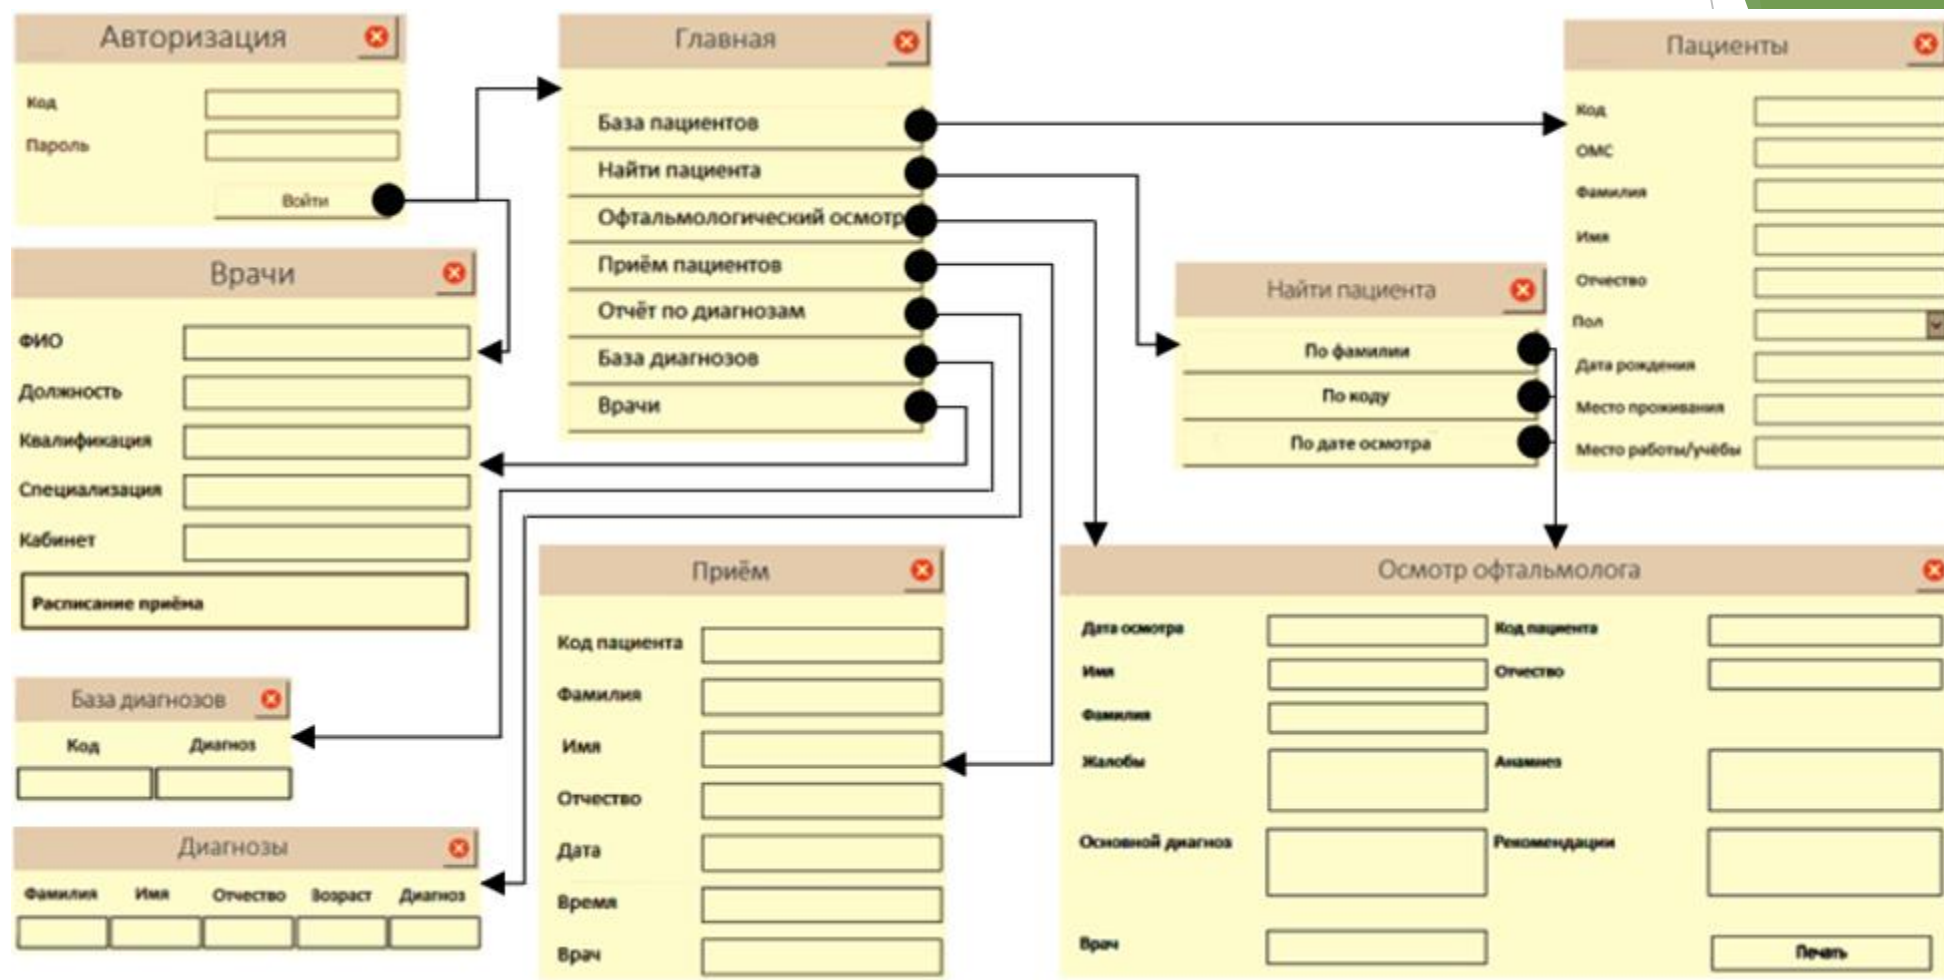 Авторизация
Код
Пароль
Войти
Врачи
ФИО
Должность
Квалификация
Специализация
Кабинет
Расписание приёма
База диагнозов
Код Диагноз
Диагнозы
Фамилия Имя Отчество Возраст Диагноз
Главная
База пациентов
Найти пациента
Офтальмологический осмотр
Приём пациентов
Отчёт по диагнозам
База диагнозов
Врачи
Приём
Код пациента
Фамилия
Имя
Отчество
Дата
Время
Врач
Найти пациента
По фамилии
По коду
По дате осмотра
Пациенты
Код
ОМС
Фамилия
Имя
Отчество
Пол
Дата рождения
Место проживания
Место работы/учёбы
Осмотр офтальмолога
Дата осмотра Код пациента
Имя Отчество
Фамилия
Жалобы Анамнез
Основной диагноз Рекомендации
Врач Печать